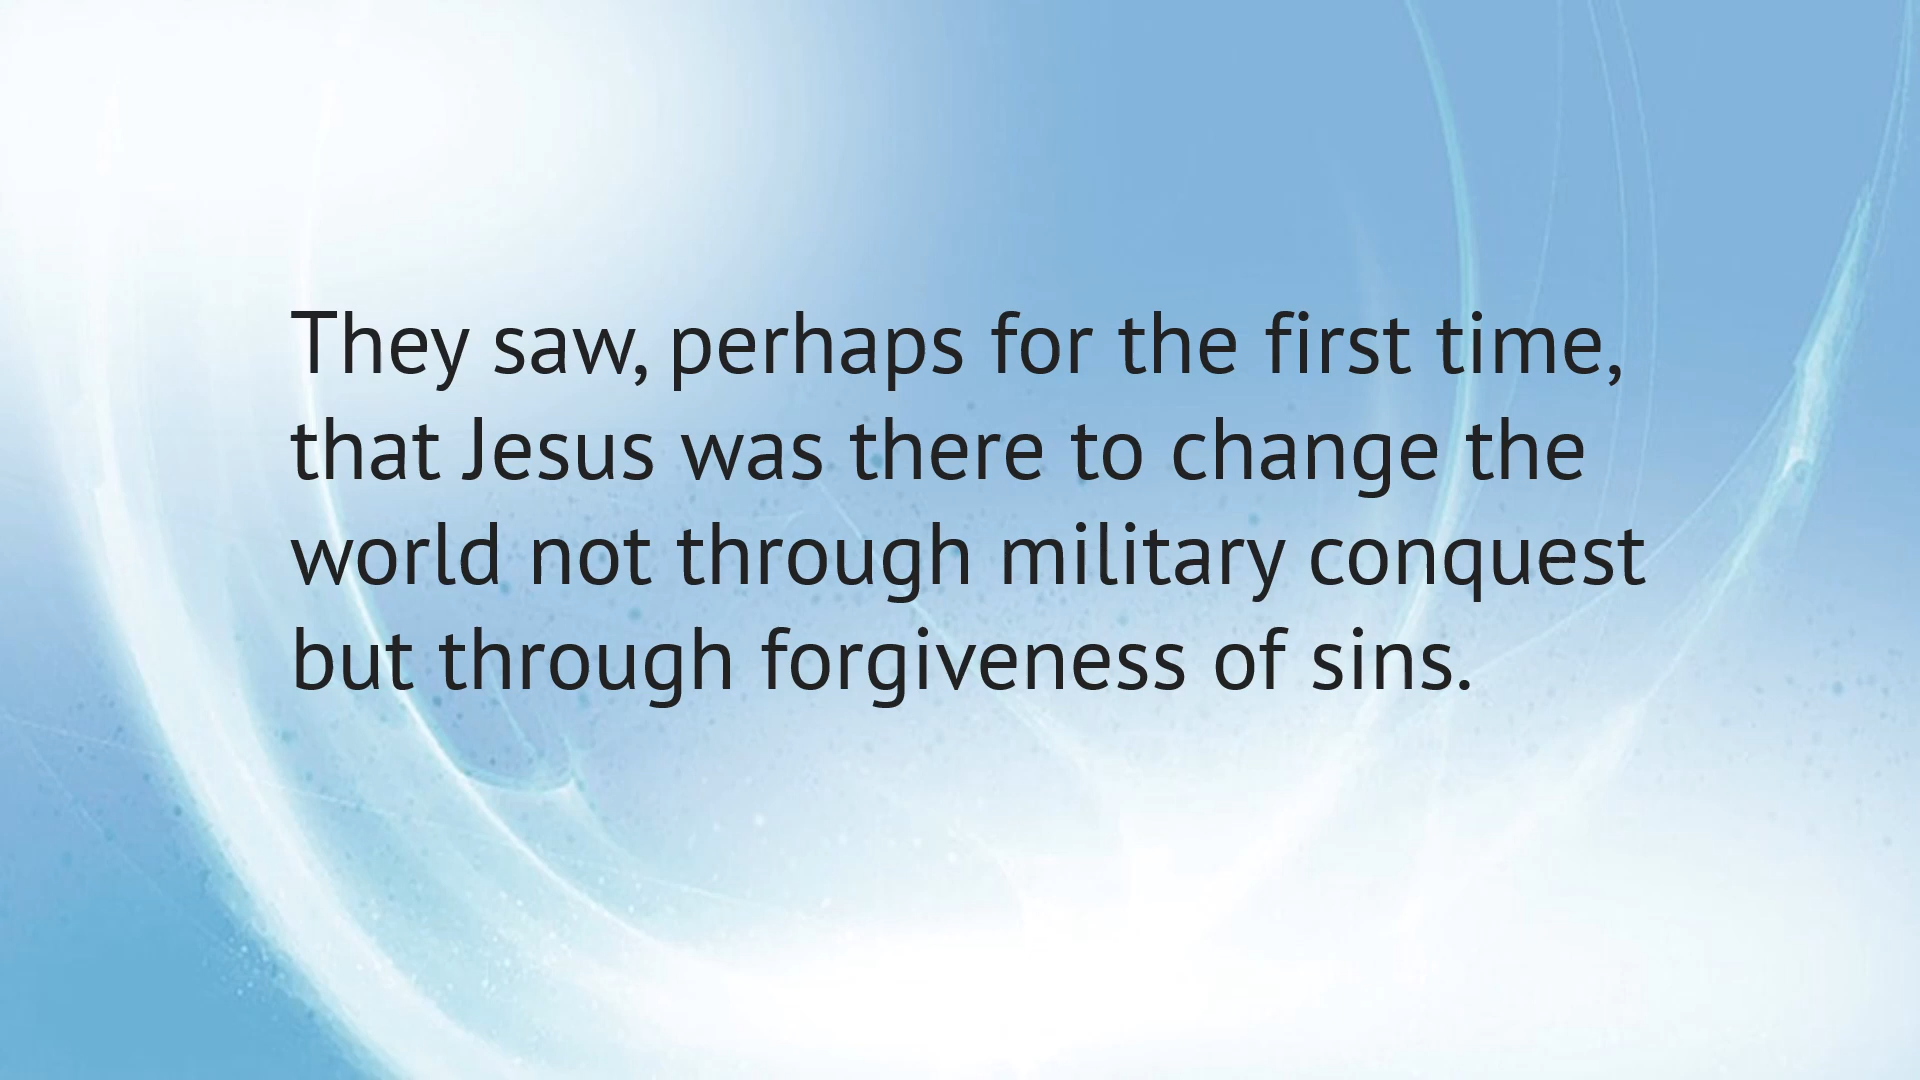 They saw, perhaps for the first time,
that Jesus was there to change the
world not through military conquest
but through forgiveness of sins.